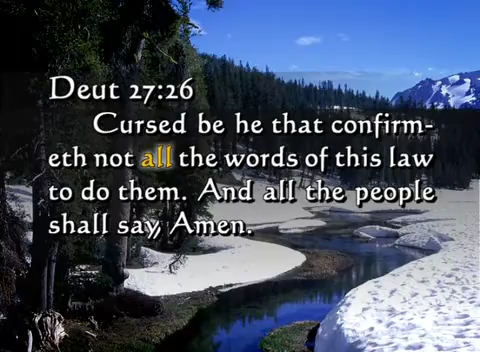 Deut 27:26
Cursed be he that confirm-
eth not all the words of this law
to do them. And all the people
shall say, Amen.